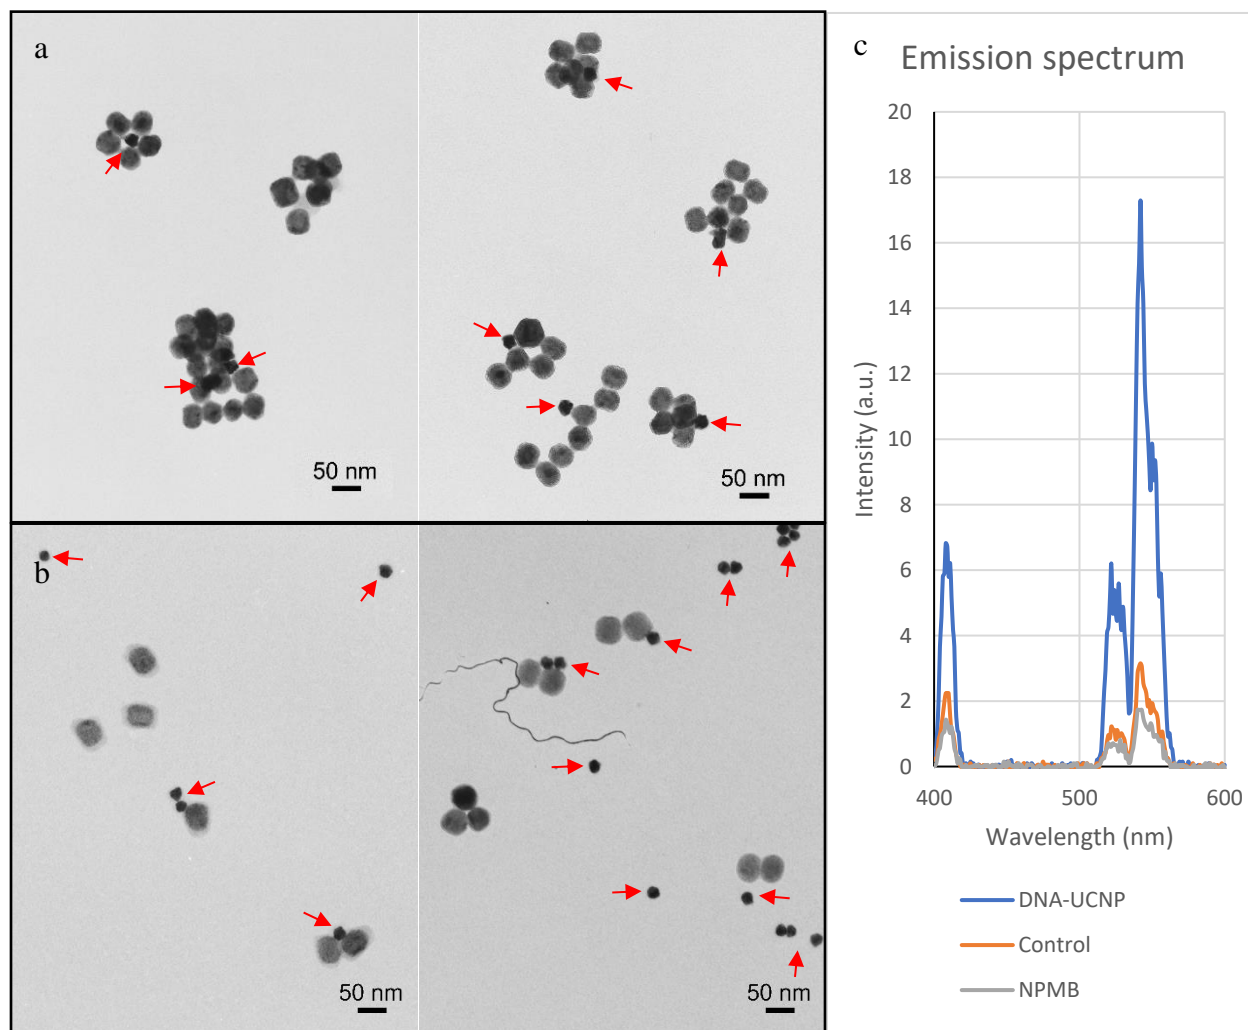 a
50 nm
50 nm
b
50 nm
50 nm
c
Emission spectrum
20
18
16
14
12
10
8
6
4
2
0
Intensity (a.u.)
400
500
600
Wavelength (nm)
DNA-UCNP
Control
NPMB